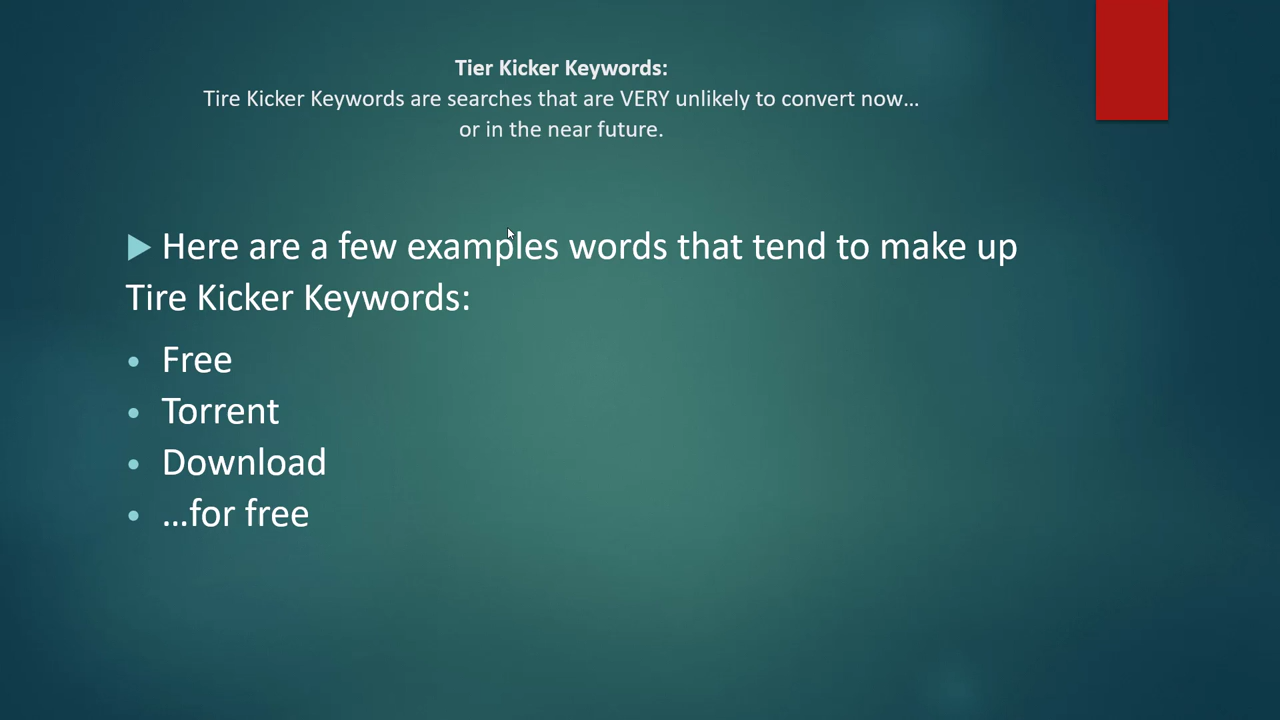 Tier Kicker Keywords:
Tire Kicker Keywords are searches that are VERY unlikely to convert now...
or in the near future.
Here are a few examples words that tend to make up
Tire Kicker Keywords:
Free
Torrent
Download
...for free